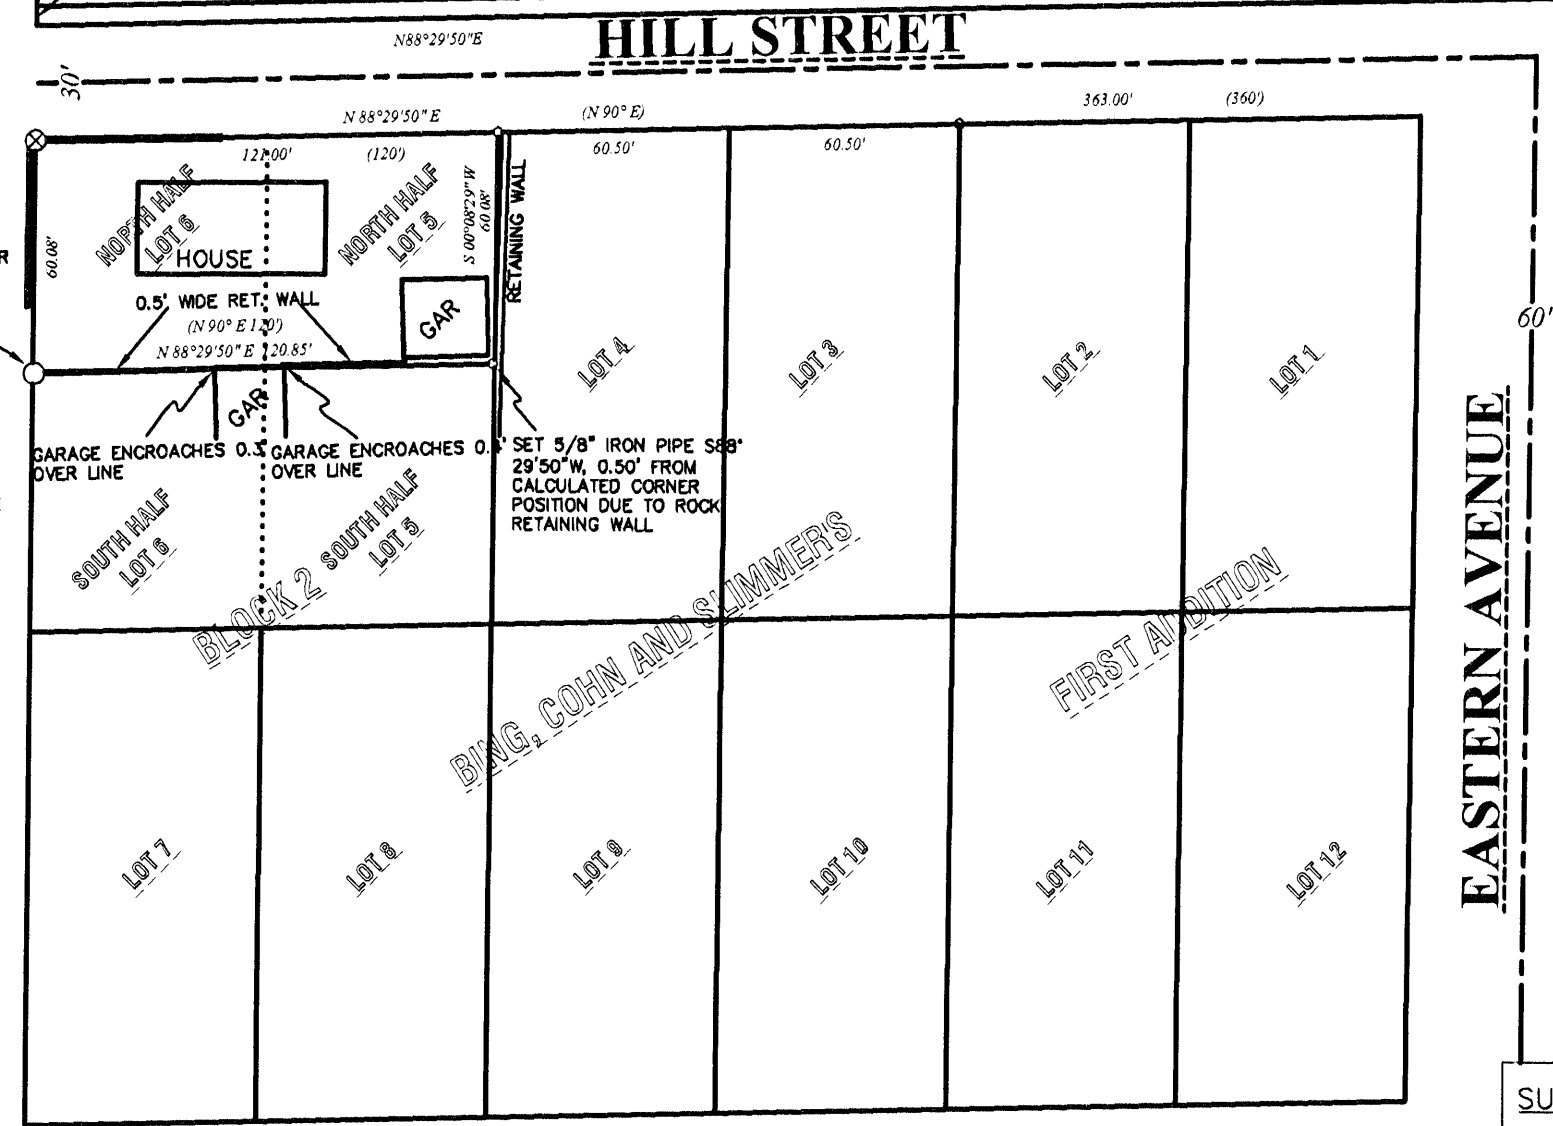 HILL STREET
N88°29'50"E
30'
N 88°29'50" E
(N 90° E)
363.00'
(360')
121.00'
(120')
60.50'
60.50'
NORTH HALF
LOT 6
NORTH HALF
LOT 5
S 00°08'29" W
60.08'
RETAINING WALL
60.08'
R
HOUSE
0.5' WIDE RET. WALL
GAR
(N 90° E 120')
N 88°29'50" E 120.85'
60'
LOT 4
LOT 3
LOT 2
LOT 1
GAR
GARAGE ENCROACHES 0.3'
OVER LINE
GARAGE ENCROACHES 0.4'
OVER LINE
SET 5/8" IRON PIPE S88°
29'50"W, 0.50' FROM
CALCULATED CORNER
POSITION DUE TO ROCK
RETAINING WALL
EASTERN AVENUE
SOUTH HALF
LOT 6
SOUTH HALF
LOT 5
BLOCK 2
BING, COHN AND SLIMMER'S
FIRST ADDITION
LOT 7
LOT 8
LOT 9
LOT 10
LOT 11
LOT 12
SU